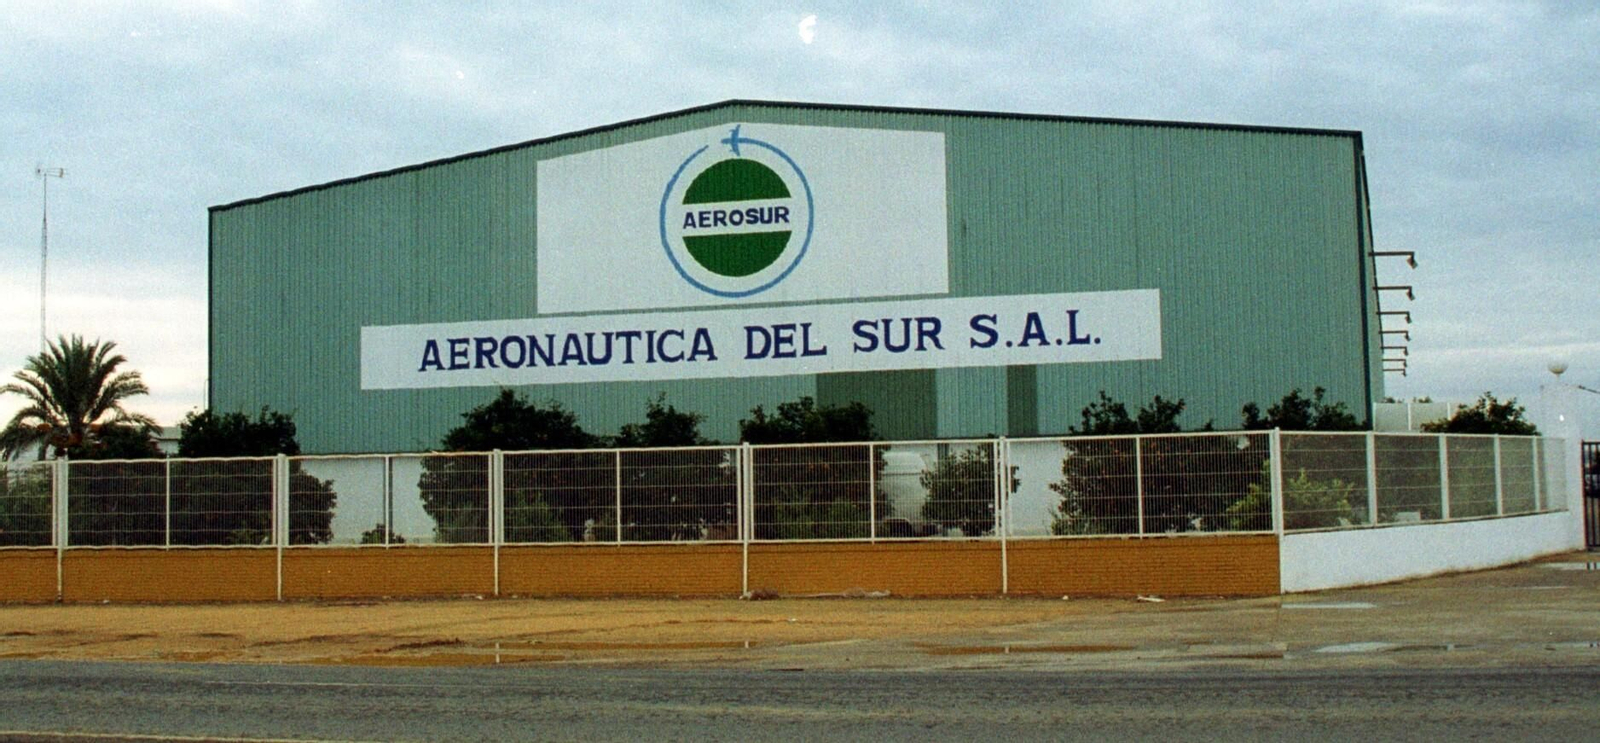 AEROSUR
AERONAUTICA DEL SUR S.A.L.